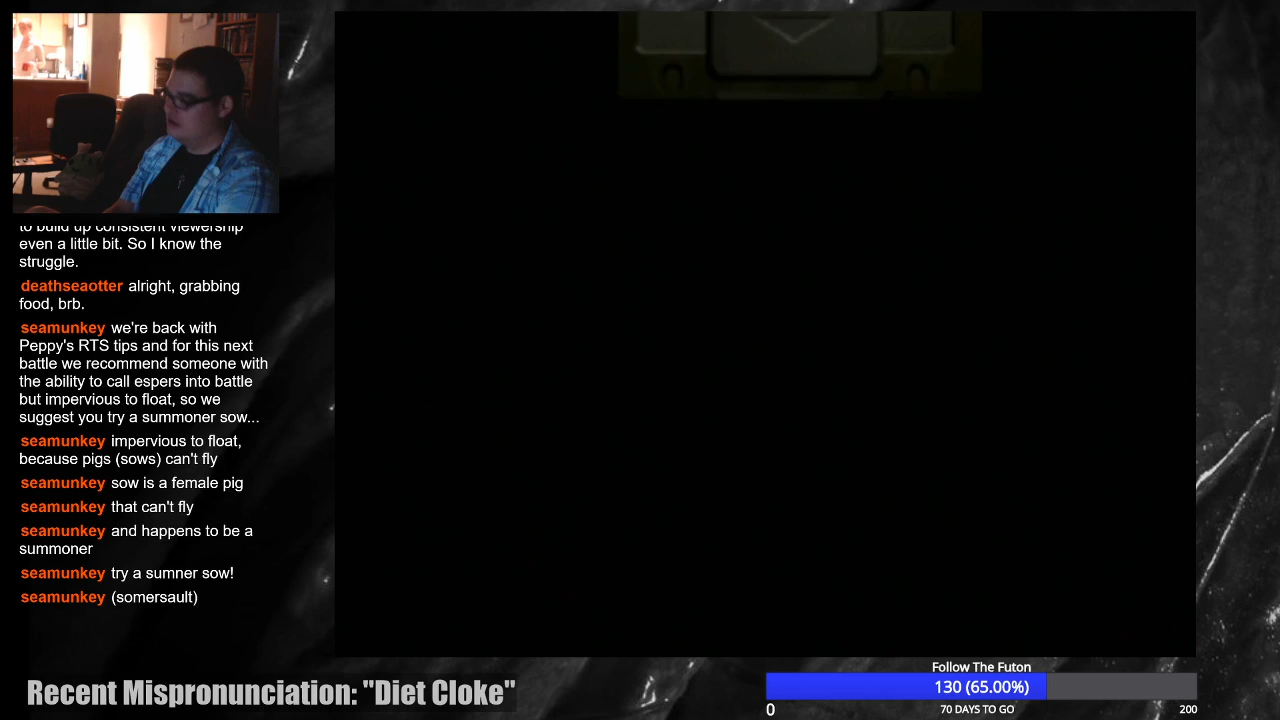 to build up consistent viewership
even a little bit. So I know the
struggle.
deathseaotter alright, grabbing
food, brb.
seamunkey we're back with
Peppy's RTS tips and for this next
battle we recommend someone with
the ability to call espers into battle
but impervious to float, so we
suggest you try a summoner sow...
seamunkey impervious to float,
because pigs (sows) can't fly
seamunkey sow is a female pig
seamunkey that can't fly
seamunkey and happens to be a
summoner
seamunkey try a sumner sow!
seamunkey (somersault)
Recent Mispronunciation: "Diet Cloke"
Follow The Futon
130 (65.00%)
0
70 DAYS TO GO
200